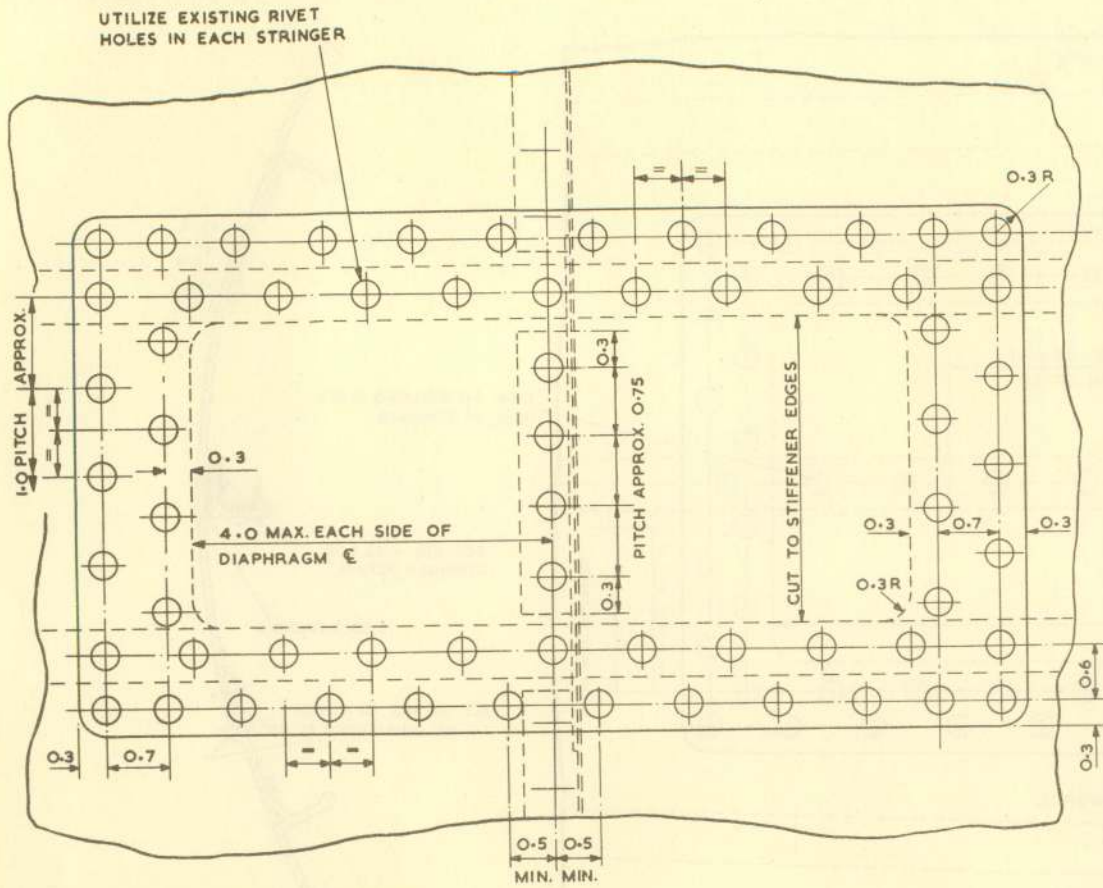 UTILIZE EXISTING RIVET
HOLES IN EACH STRINGER
= =
0.3 R
1.0 PITCH APPROX.
=
=
0.3
4.0 MAX. EACH SIDE OF
DIAPHRAGM ℄
0.3
PITCH APPROX. 0.75
0.3
CUT TO STIFFENER EDGES
0.3 0.7 0.3
0.3R
0.6
0.3
0.3 0.7
= =
0.5 0.5
MIN. MIN.